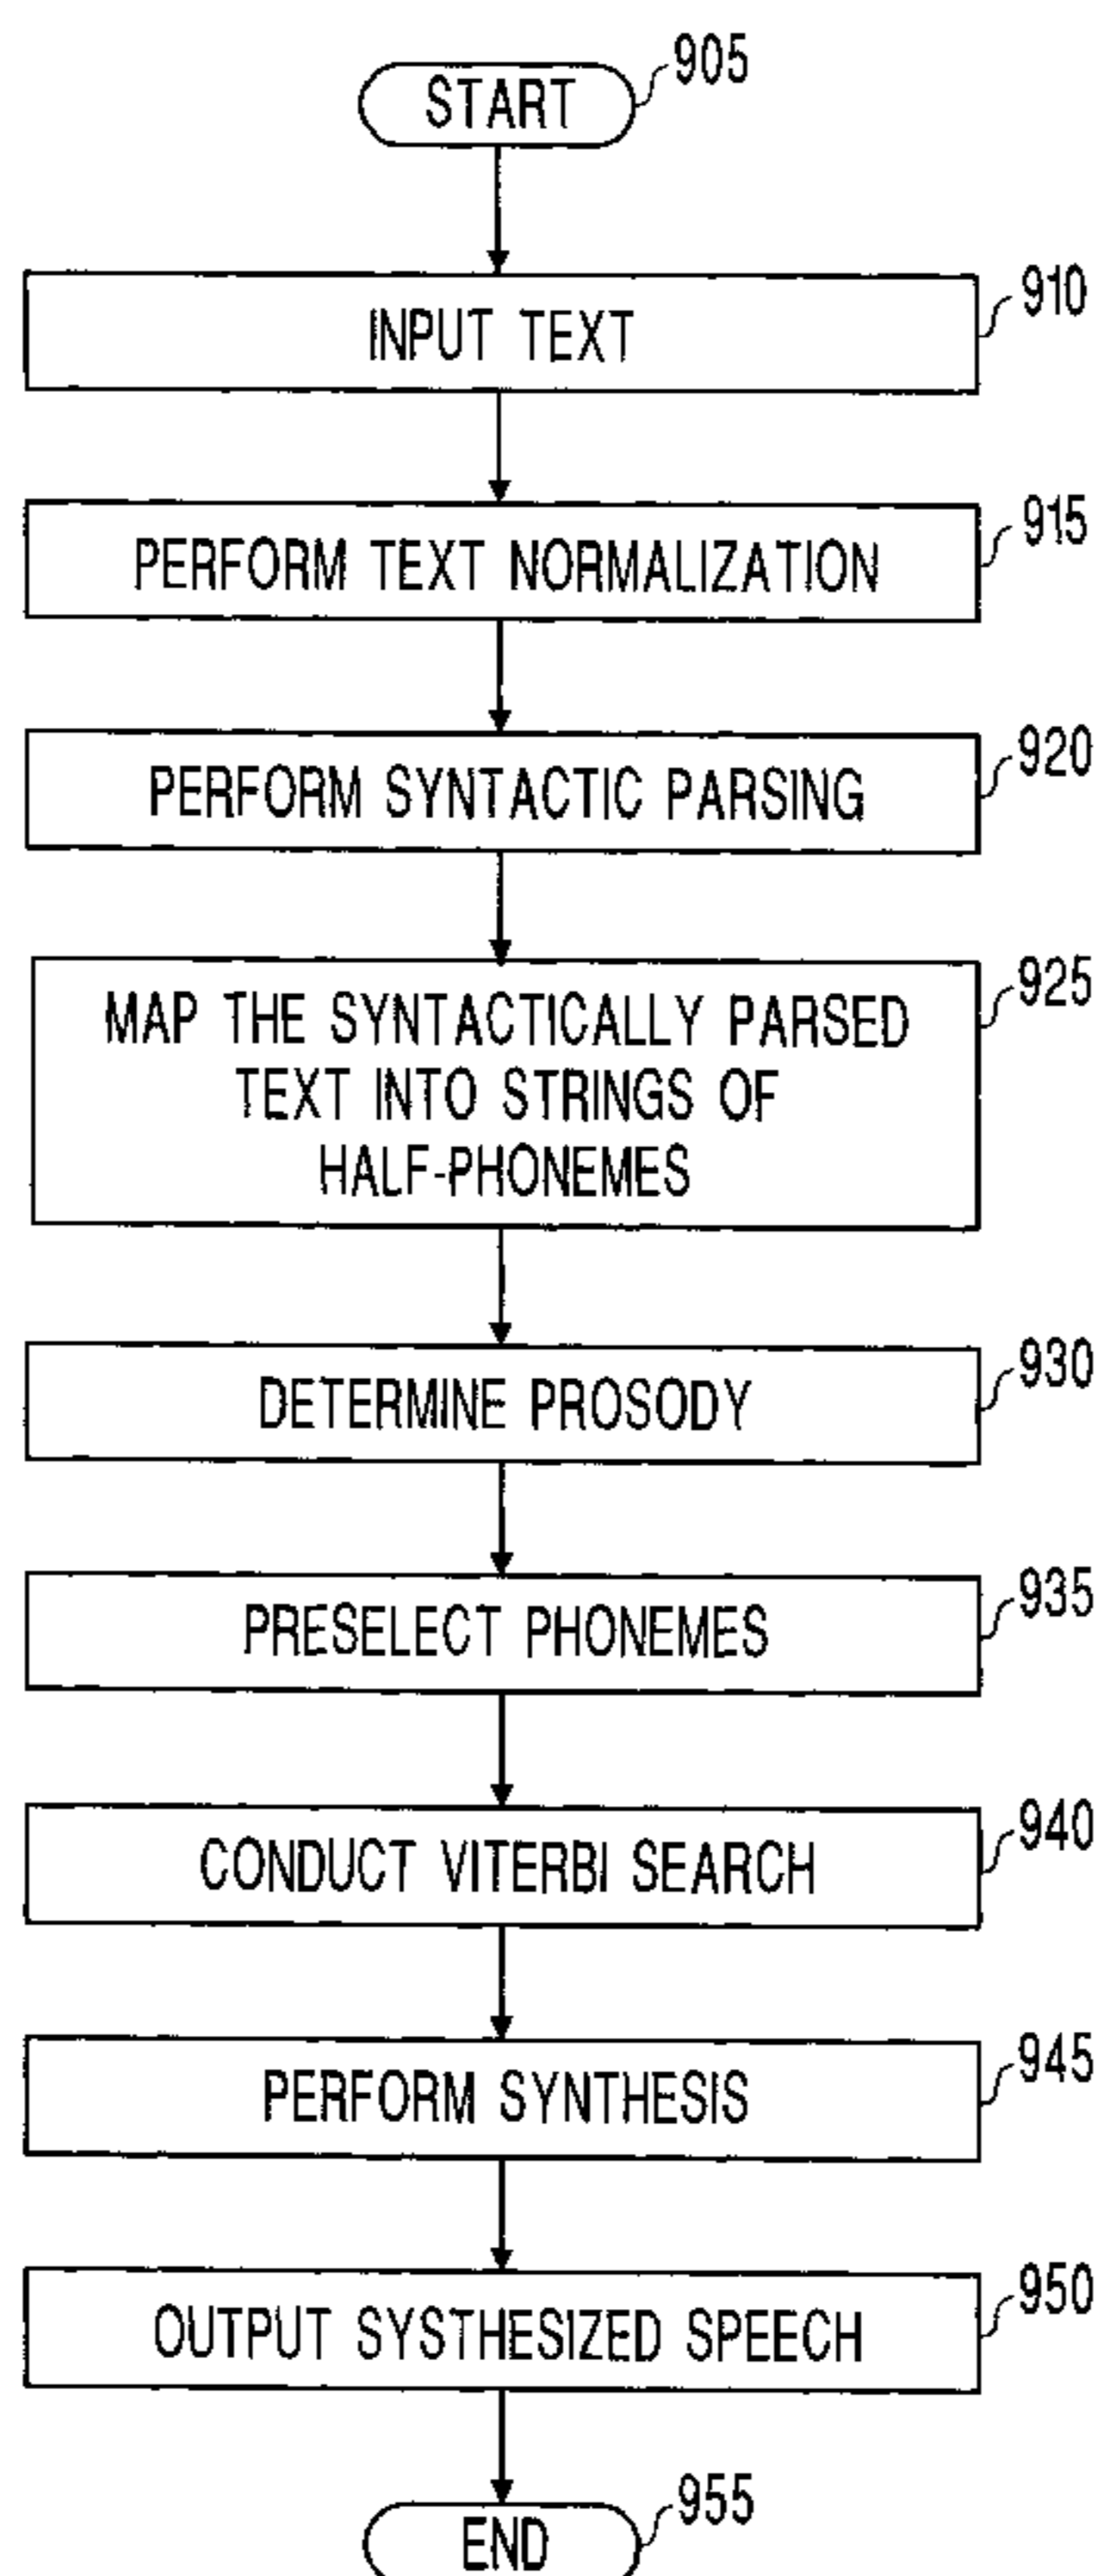 START
905
INPUT TEXT
910
PERFORM TEXT NORMALIZATION
915
PERFORM SYNTACTIC PARSING
920
MAP THE SYNTACTICALLY PARSED
TEXT INTO STRINGS OF
HALF-PHONEMES
925
DETERMINE PROSODY
930
PRESELECT PHONEMES
935
CONDUCT VITERBI SEARCH
940
PERFORM SYNTHESIS
945
OUTPUT SYSTHESIZED SPEECH
950
END
955